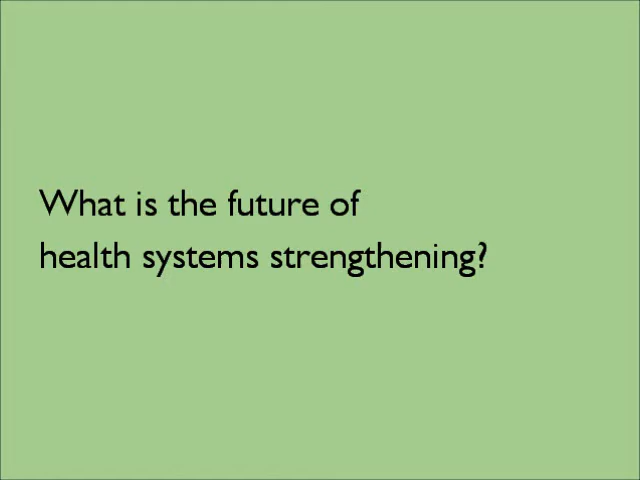 What is the future of
health systems strengthening?